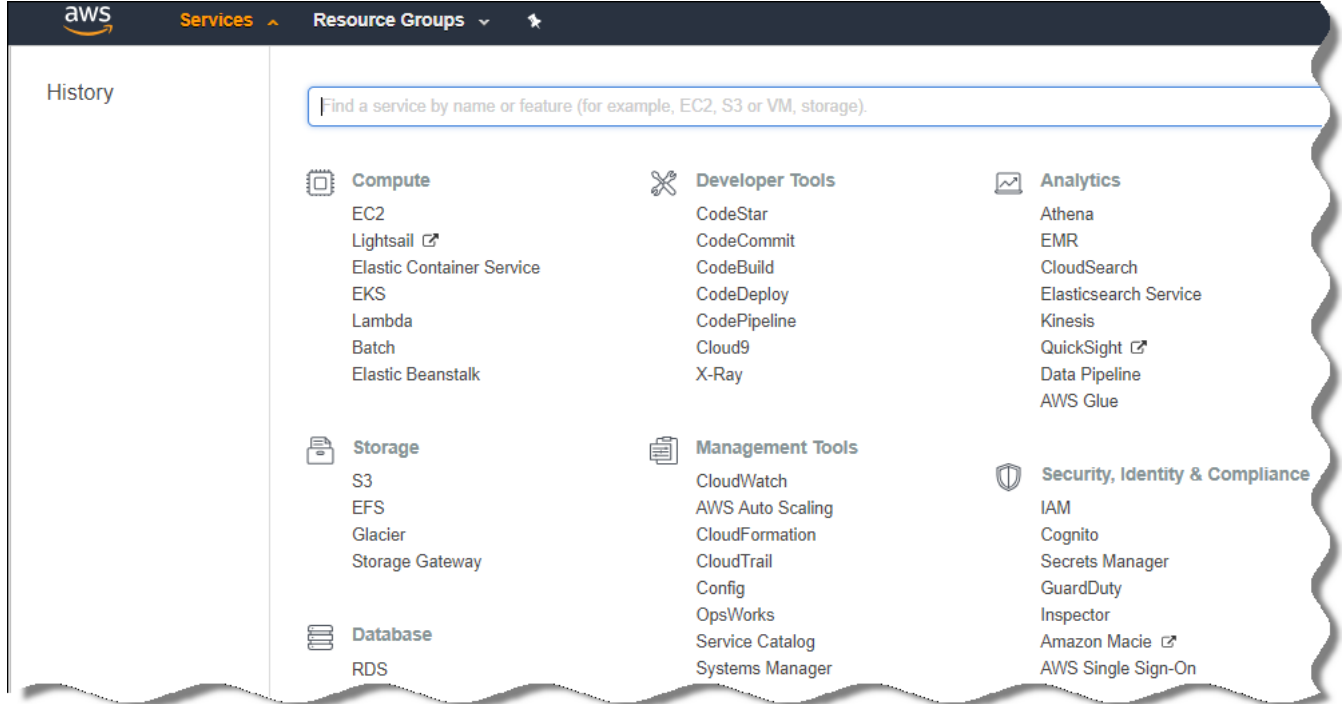 aws Services Resource Groups
History
Find a service by name or feature (for example, EC2, S3 or VM, storage).
Compute
EC2
Lightsail
Elastic Container Service
EKS
Lambda
Batch
Elastic Beanstalk
Storage
S3
EFS
Glacier
Storage Gateway
Database
RDS
Developer Tools
CodeStar
CodeCommit
CodeBuild
CodeDeploy
CodePipeline
Cloud9
X-Ray
Management Tools
CloudWatch
AWS Auto Scaling
CloudFormation
CloudTrail
Config
OpsWorks
Service Catalog
Systems Manager
Analytics
Athena
EMR
CloudSearch
Elasticsearch Service
Kinesis
QuickSight
Data Pipeline
AWS Glue
Security, Identity & Compliance
IAM
Cognito
Secrets Manager
GuardDuty
Inspector
Amazon Macie
AWS Single Sign-On